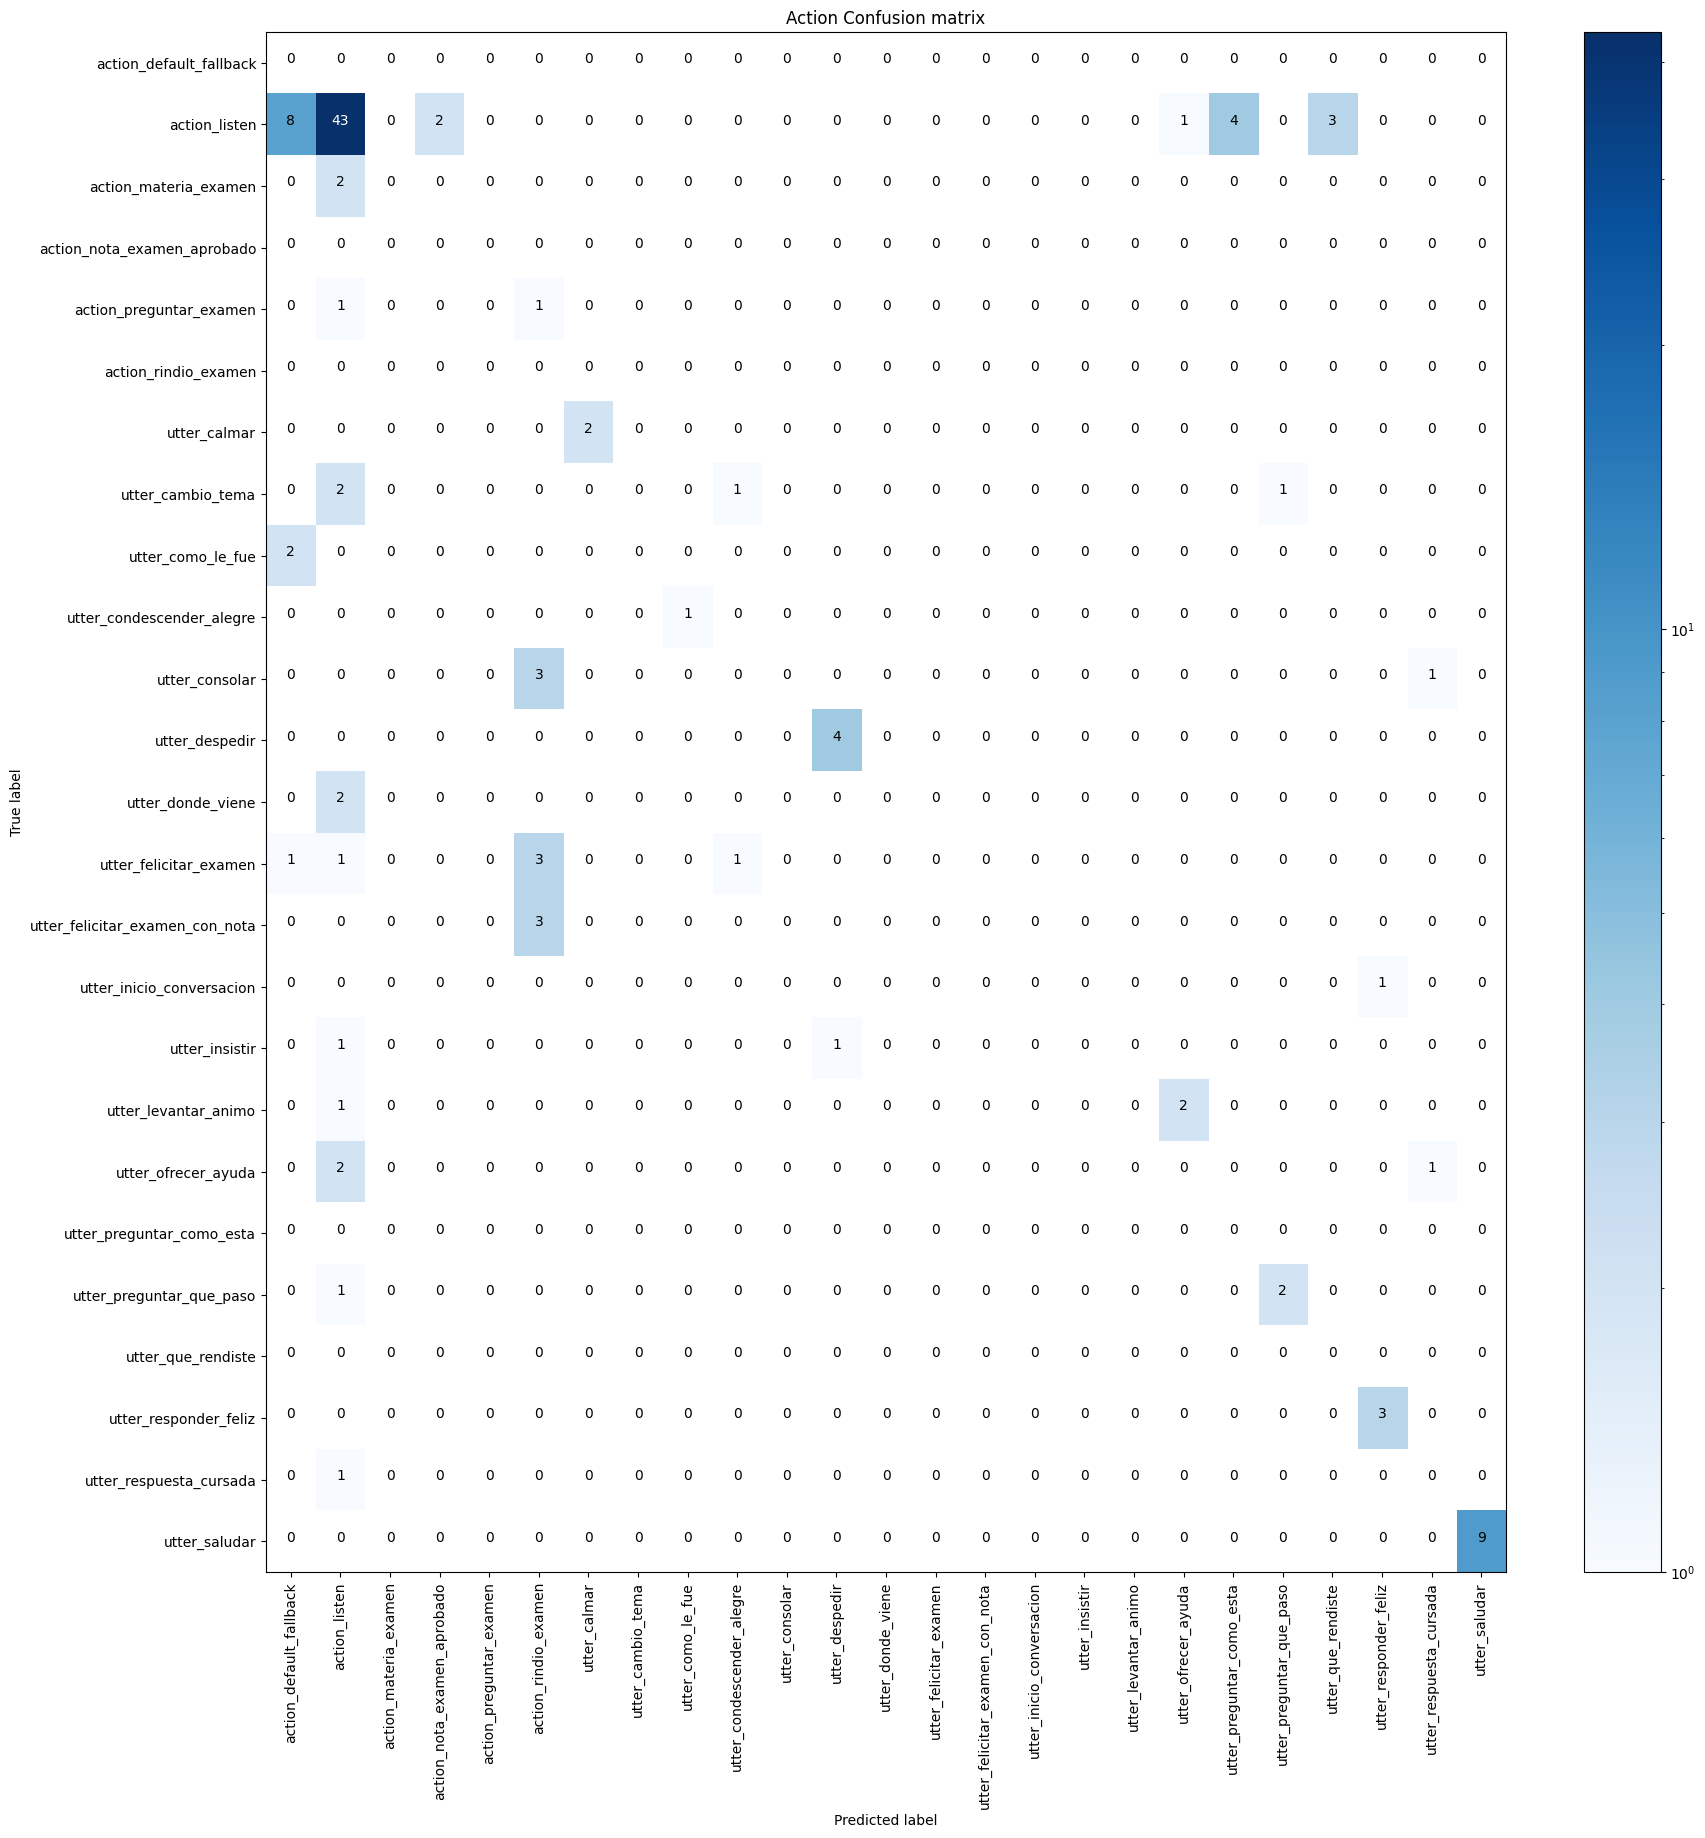 Action Confusion matrix
True label
action_default_fallback 0 0 0 0 0 0 0 0 0 0 0 0 0 0 0 0 0 0 0 0 0 0 0 0 0
action_listen 8 43 0 2 0 0 0 0 0 0 0 0 0 0 0 0 0 0 1 4 0 3 0 0 0
action_materia_examen 0 2 0 0 0 0 0 0 0 0 0 0 0 0 0 0 0 0 0 0 0 0 0 0 0
action_nota_examen_aprobado 0 0 0 0 0 0 0 0 0 0 0 0 0 0 0 0 0 0 0 0 0 0 0 0 0
action_preguntar_examen 0 1 0 0 0 1 0 0 0 0 0 0 0 0 0 0 0 0 0 0 0 0 0 0 0
action_rindio_examen 0 0 0 0 0 0 0 0 0 0 0 0 0 0 0 0 0 0 0 0 0 0 0 0 0
utter_calmar 0 0 0 0 0 0 2 0 0 0 0 0 0 0 0 0 0 0 0 0 0 0 0 0 0
utter_cambio_tema 0 2 0 0 0 0 0 0 0 1 0 0 0 0 0 0 0 0 0 0 1 0 0 0 0
utter_como_le_fue 2 0 0 0 0 0 0 0 0 0 0 0 0 0 0 0 0 0 0 0 0 0 0 0 0
utter_condescender_alegre 0 0 0 0 0 0 0 0 1 0 0 0 0 0 0 0 0 0 0 0 0 0 0 0 0
utter_consolar 0 0 0 0 0 3 0 0 0 0 0 0 0 0 0 0 0 0 0 0 0 0 0 1 0
utter_despedir 0 0 0 0 0 0 0 0 0 0 0 4 0 0 0 0 0 0 0 0 0 0 0 0 0
utter_donde_viene 0 2 0 0 0 0 0 0 0 0 0 0 0 0 0 0 0 0 0 0 0 0 0 0 0
utter_felicitar_examen 1 1 0 0 0 3 0 0 0 1 0 0 0 0 0 0 0 0 0 0 0 0 0 0 0
utter_felicitar_examen_con_nota 0 0 0 0 0 3 0 0 0 0 0 0 0 0 0 0 0 0 0 0 0 0 0 0 0
utter_inicio_conversacion 0 0 0 0 0 0 0 0 0 0 0 0 0 0 0 0 0 0 0 0 0 0 1 0 0
utter_insistir 0 1 0 0 0 0 0 0 0 0 0 1 0 0 0 0 0 0 0 0 0 0 0 0 0
utter_levantar_animo 0 1 0 0 0 0 0 0 0 0 0 0 0 0 0 0 0 0 2 0 0 0 0 0 0
utter_ofrecer_ayuda 0 2 0 0 0 0 0 0 0 0 0 0 0 0 0 0 0 0 0 0 0 0 0 1 0
utter_preguntar_como_esta 0 0 0 0 0 0 0 0 0 0 0 0 0 0 0 0 0 0 0 0 0 0 0 0 0
utter_preguntar_que_paso 0 1 0 0 0 0 0 0 0 0 0 0 0 0 0 0 0 0 0 0 2 0 0 0 0
utter_que_rendiste 0 0 0 0 0 0 0 0 0 0 0 0 0 0 0 0 0 0 0 0 0 0 0 0 0
utter_responder_feliz 0 0 0 0 0 0 0 0 0 0 0 0 0 0 0 0 0 0 0 0 0 0 3 0 0
utter_respuesta_cursada 0 1 0 0 0 0 0 0 0 0 0 0 0 0 0 0 0 0 0 0 0 0 0 0 0
utter_saludar 0 0 0 0 0 0 0 0 0 0 0 0 0 0 0 0 0 0 0 0 0 0 0 0 9
action_default_fallback
action_listen
action_materia_examen
action_nota_examen_aprobado
action_preguntar_examen
action_rindio_examen
utter_calmar
utter_cambio_tema
utter_como_le_fue
utter_condescender_alegre
utter_consolar
utter_despedir
utter_donde_viene
utter_felicitar_examen
utter_felicitar_examen_con_nota
utter_inicio_conversacion
utter_insistir
utter_levantar_animo
utter_ofrecer_ayuda
utter_preguntar_como_esta
utter_preguntar_que_paso
utter_que_rendiste
utter_responder_feliz
utter_respuesta_cursada
utter_saludar
Predicted label
10¹
10⁰